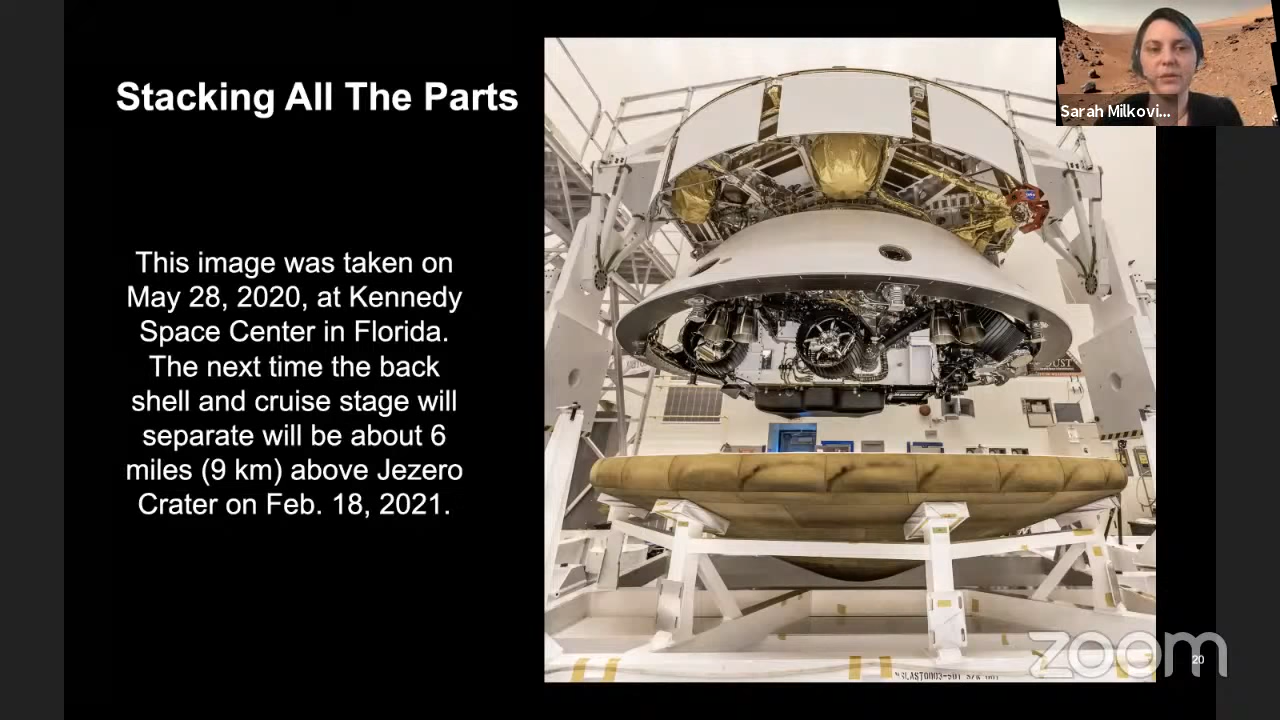 Stacking All The Parts
This image was taken on
May 28, 2020, at Kennedy
Space Center in Florida.
The next time the back
shell and cruise stage will
separate will be about 6
miles (9 km) above Jezero
Crater on Feb. 18, 2021.
Sarah Milkovi...
zoom
20